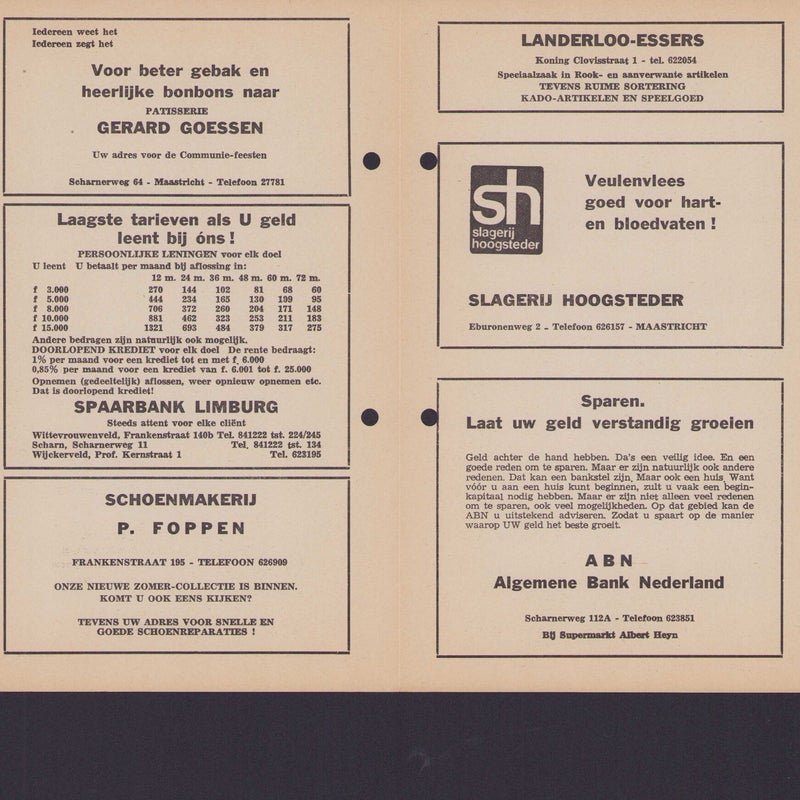 Iedereen weet het
Iedereen zegt het
Voor beter gebak en
heerlijke bonbons naar
PATISSERIE
GERARD GOESSEN
Uw adres voor de Communie-feesten
Scharnerweg 64 - Maastricht - Telefoon 27781
Laagste tarieven als U geld
leent bij óns!
PERSOONLIJKE LENINGEN voor elk doel
U leent U betaalt per maand bij aflossing in:
12 m. 24 m. 36 m. 48 m. 60 m. 72 m.
f 3.000 270 144 102 81 68 60
f 5.000 444 234 165 130 109 95
f 8.000 706 372 260 204 171 148
f 10.000 881 462 323 253 211 183
f 15.000 1321 693 484 379 317 275
Andere bedragen zijn natuurlijk ook mogelijk.
DOORLOPEND KREDIET voor elk doel De rente bedraagt:
1% per maand voor een krediet tot en met f. 6.000
0,85% per maand voor een krediet van f. 6.001 tot f. 25.000
Opnemen (gedeeltelijk) aflossen, weer opnieuw opnemen etc.
Dat is doorlopend krediet!
SPAARBANK LIMBURG
Steeds attent voor elke cliënt
Wittevrouwenveld, Frankenstraat 140b Tel. 841222 tst. 224/245
Scharn, Scharnerweg 11 Tel. 841222 tst. 134
Wijckerveld, Prof. Kernstraat 1 Tel. 623195
SCHOENMAKERIJ
P. FOPPEN
FRANKENSTRAAT 195 - TELEFOON 626909
ONZE NIEUWE ZOMER-COLLECTIE IS BINNEN.
KOMT U OOK EENS KIJKEN?
TEVENS UW ADRES VOOR SNELLE EN
GOEDE SCHOENREPARATIES !
LANDERLOO-ESSERS
Koning Clovisstraat 1 - tel. 622054
Speciaalzaak in Rook- en aanverwante artikelen
TEVENS RUIME SORTERING
KADO-ARTIKELEN EN SPEELGOED
sh
slagerij
hoogsteder
Veulenvlees
goed voor hart-
en bloedvaten !
SLAGERIJ HOOGSTEDER
Eburonenweg 2 - Telefoon 626157 - MAASTRICHT
Sparen.
Laat uw geld verstandig groeien
Geld achter de hand hebben. Da's een veilig idee. En een
goede reden om te sparen. Maar er zijn natuurlijk ook andere
redenen. Dat kan een bankstel zijn. Maar ook een huis. Want
vóór u aan een huis kunt beginnen, zult u vaak een begin-
kapitaal nodig hebben. Maar er zijn niet alleen veel redenen
om te sparen, ook veel mogelijkheden. Op dat gebied kan de
ABN u uitstekend adviseren. Zodat u spaart op de manier
waarop UW geld het beste groeit.
ABN
Algemene Bank Nederland
Scharnerweg 112A - Telefoon 623851
Bij Supermarkt Albert Heyn